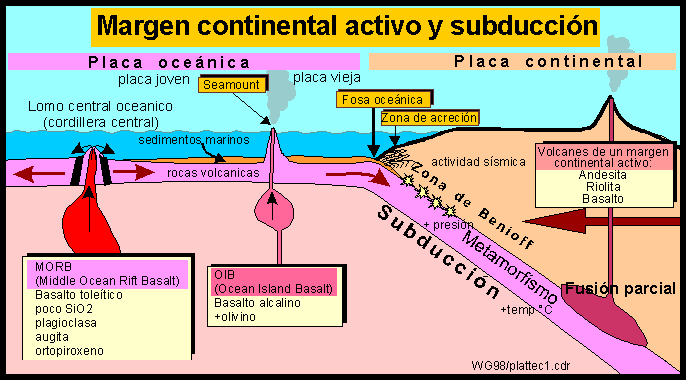 Margen continental activo y subducción
Placa oceánica
Placa continental
placa joven
placa vieja
Seamount
Lomo central oceanico
(cordillera central)
Fosa oceánica
Zona de acreción
sedimentos marinos
rocas volcanicas
actividad sísmica
Volcanes de un margen
continental activo:
Andesita
Riolita
Basalto
Zona de Benioff
+ presión
Subducción
Metamorfismo
Fusión parcial
+temp °C
MORB
(Middle Ocean Rift Basalt)
Basalto toleítico
poco SiO2
plagioclasa
augita
ortopiroxeno
OIB
(Ocean Island Basalt)
Basalto alcalino
+olivino
WG98/plattec1.cdr